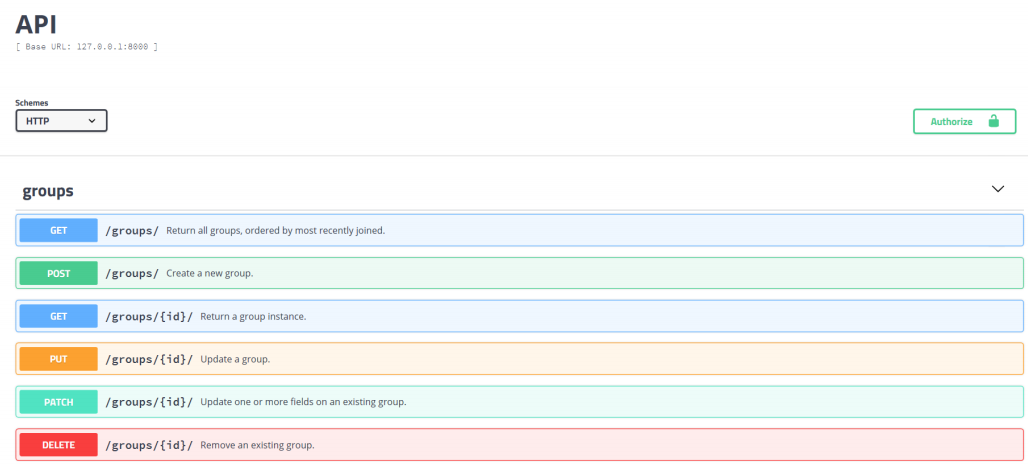 API
[ Base URL: 127.0.0.1:8000 ]
Schemes
HTTP
Authorize
groups
GET /groups/ Return all groups, ordered by most recently joined.
POST /groups/ Create a new group.
GET /groups/{id}/ Return a group instance.
PUT /groups/{id}/ Update a group.
PATCH /groups/{id}/ Update one or more fields on an existing group.
DELETE /groups/{id}/ Remove an existing group.